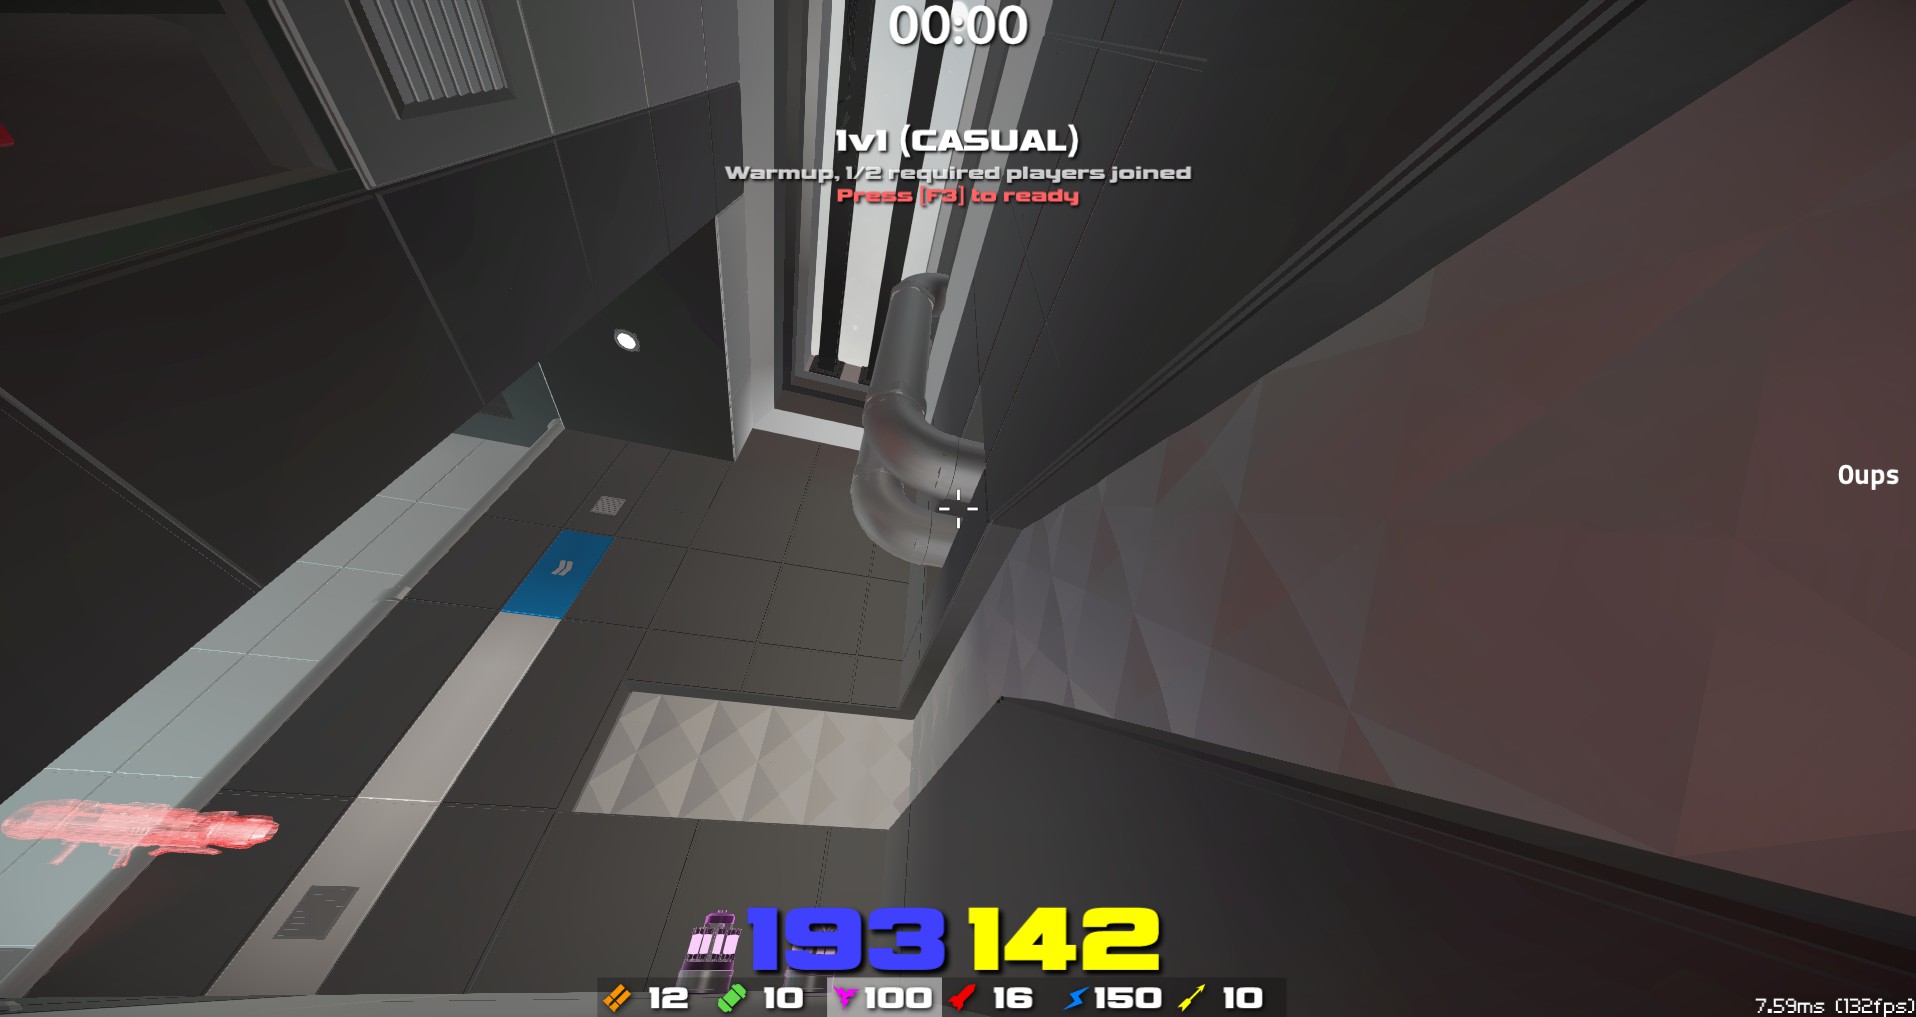 00:00
1v1 (CASUAL)
Warmup, 1/2 required players joined
Press [F3] to ready
Oups
193 142
12 10 100 16 150 10
7.59ms (132fps)